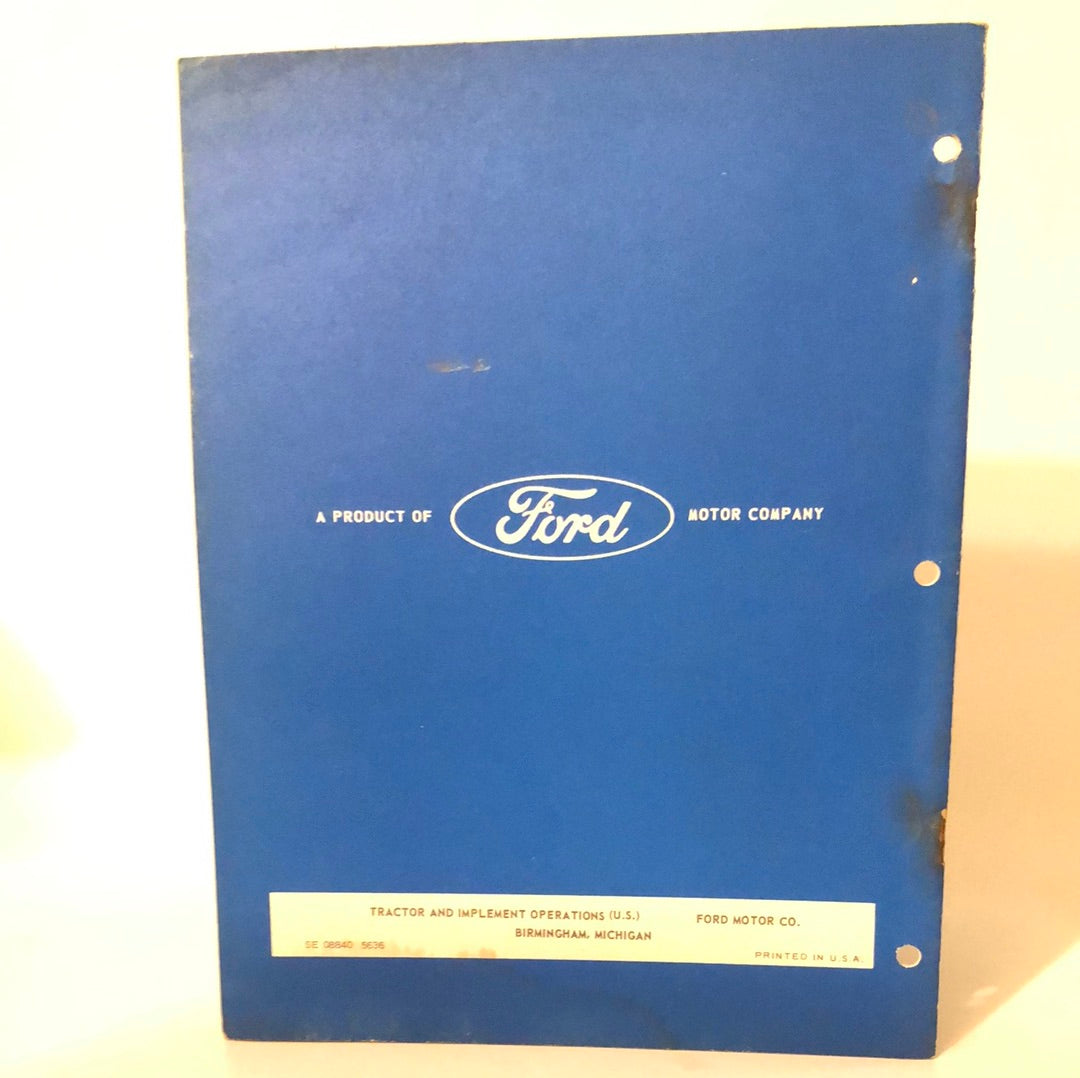 A PRODUCT OF Ford MOTOR COMPANY
TRACTOR AND IMPLEMENT OPERATIONS (U.S.) FORD MOTOR CO.
BIRMINGHAM, MICHIGAN
SE 08840 5636
PRINTED IN U.S.A.